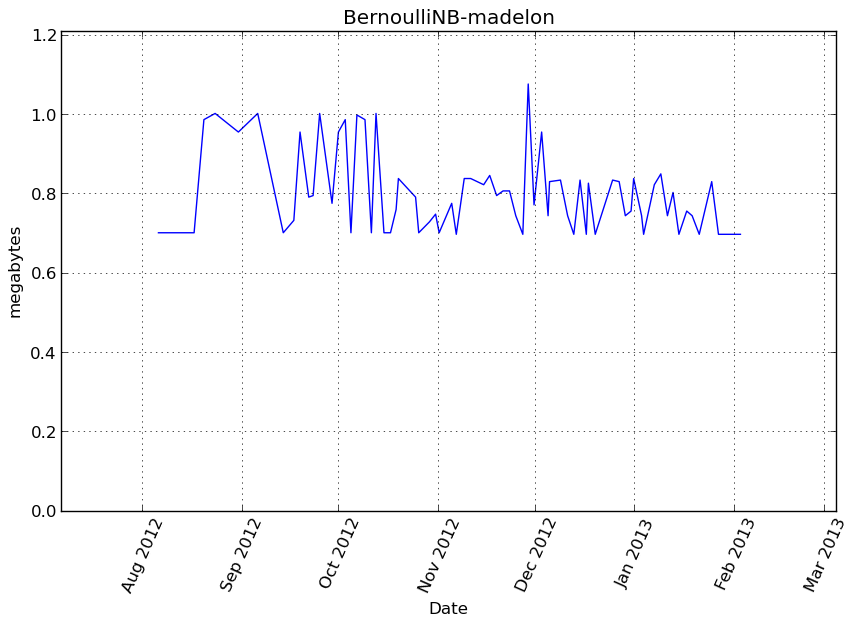 BernoulliNB-madelon
1.2
1.0
0.8
0.6
0.4
0.2
0.0
megabytes
Aug 2012
Sep 2012
Oct 2012
Nov 2012
Dec 2012
Jan 2013
Feb 2013
Mar 2013
Date